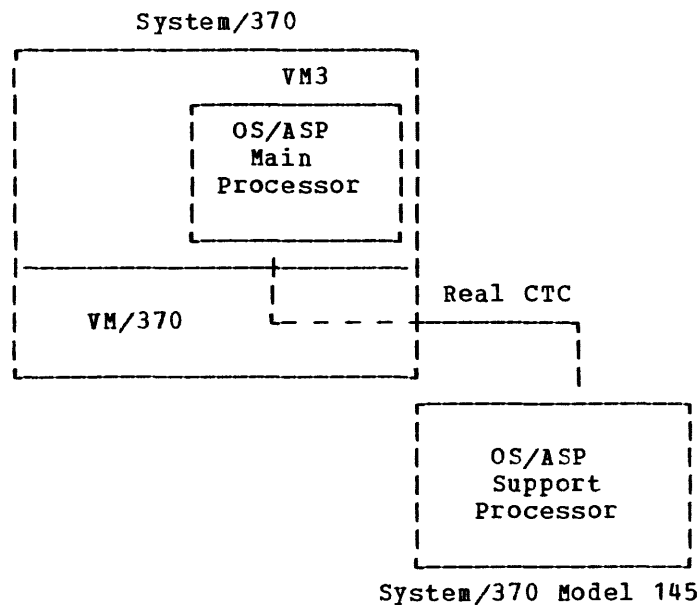 System/370
VM3
OS/ASP
Main
Processor
VM/370
Real CTC
OS/ASP
Support
Processor
System/370 Model 145